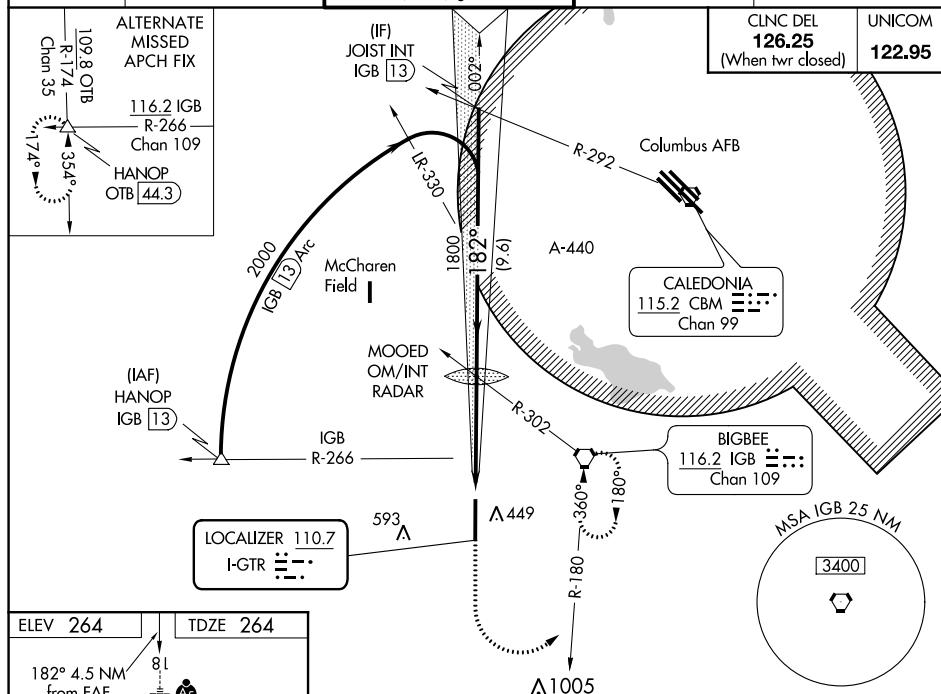 ALTERNATE
MISSED
APCH FIX
109.8 OTB
R-174
Chan 35
116.2 IGB
R-266
Chan 109
174°
354°
HANOP
OTB 44.3
(IF)
JOIST INT
IGB 13
002°
CLNC DEL
126.25
(When twr closed)
UNICOM
122.95
R-292
Columbus AFB
LR-330
2000
IGB 13 Arc
McCharen
Field
1800
182°
(9.6)
A-440
CALEDONIA
115.2 CBM
Chan 99
MOOED
OM/INT
RADAR
(IAF)
HANOP
IGB 13
IGB
R-266
R-302
BIGBEE
116.2 IGB
Chan 109
360°
180°
LOCALIZER 110.7
I-GTR
593
449
R-180
MSA IGB 25 NM
3400
1005
ELEV 264
TDZE 264
182° 4.5 NM
from FAF
18